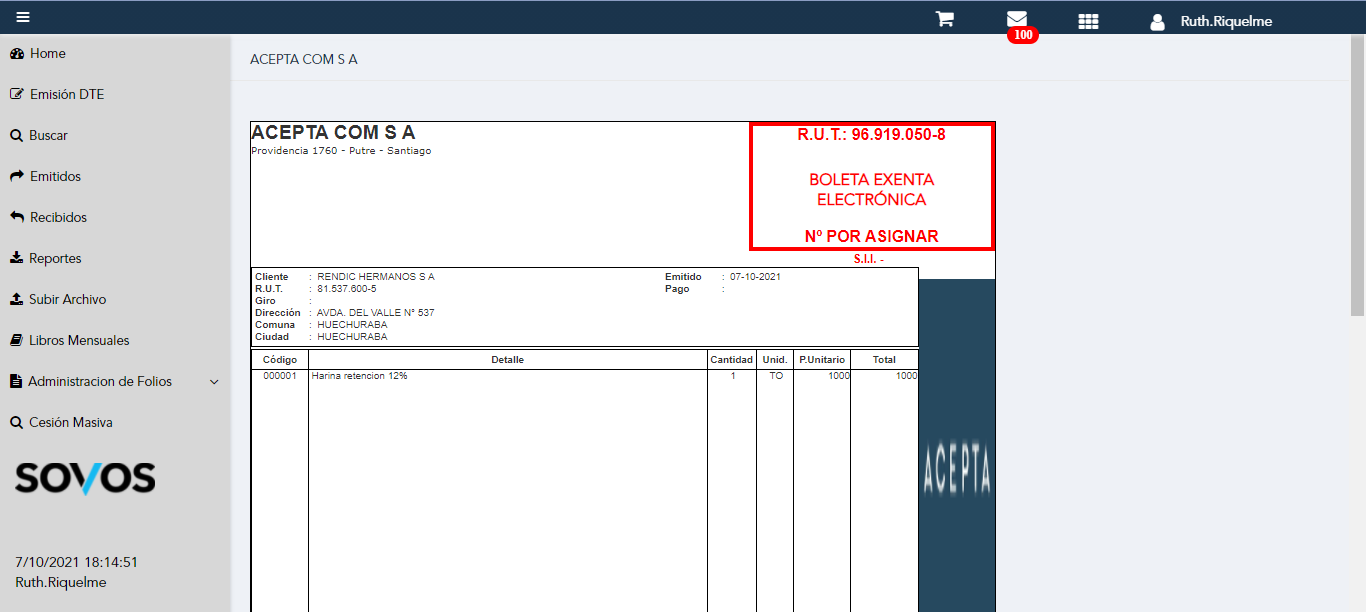 Ruth.Riquelme
100
Home
Emisión DTE
Buscar
Emitidos
Recibidos
Reportes
Subir Archivo
Libros Mensuales
Administracion de Folios
Cesión Masiva
SOVOS
7/10/2021 18:14:51
Ruth.Riquelme
ACEPTA COM S A
ACEPTA COM S A
Providencia 1760 - Putre - Santiago
R.U.T.: 96.919.050-8
BOLETA EXENTA
ELECTRÓNICA
Nº POR ASIGNAR
S.I.I. -
Cliente : RENDIC HERMANOS S A Emitido : 07-10-2021
R.U.T. : 81.537.600-5 Pago :
Giro :
Dirección : AVDA. DEL VALLE N° 537
Comuna : HUECHURABA
Ciudad : HUECHURABA
Código Detalle Cantidad Unid. P.Unitario Total
000001 Harina retencion 12% 1 TO 1000 1000
ACEPTA